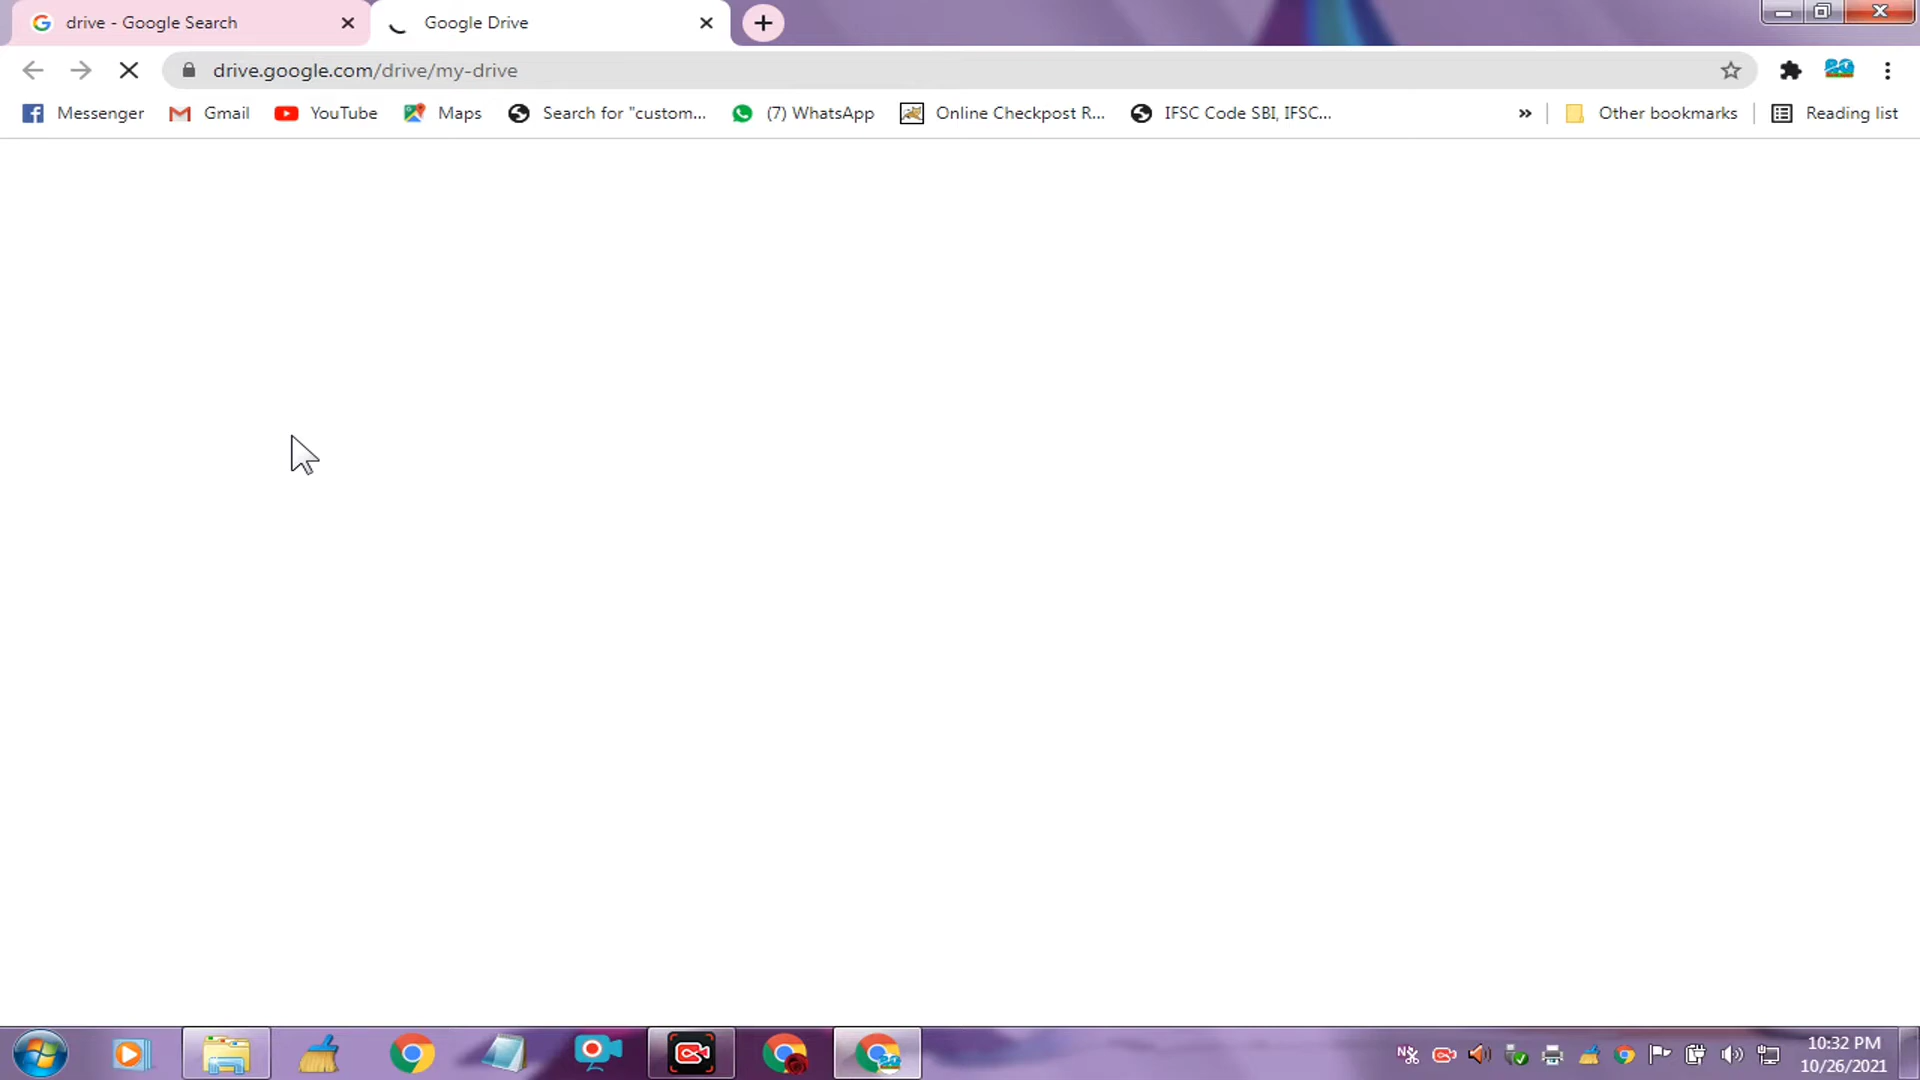 drive - Google Search
Google Drive
drive.google.com/drive/my-drive
Messenger
Gmail
YouTube
Maps
Search for "custom...
(7) WhatsApp
Online Checkpost R...
IFSC Code SBI, IFSC...
»
Other bookmarks
Reading list
10:32 PM
10/26/2021